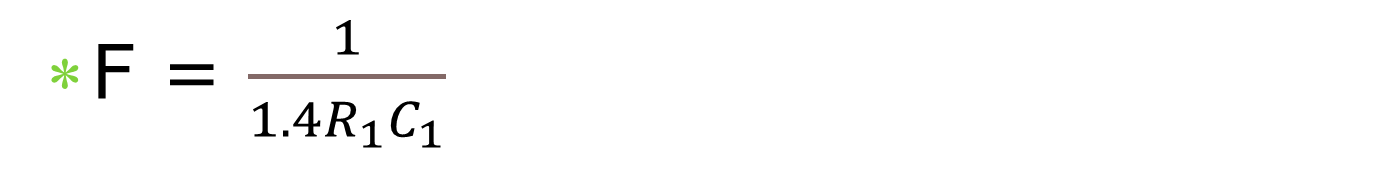 *F = 1/(1.4R₁C₁)